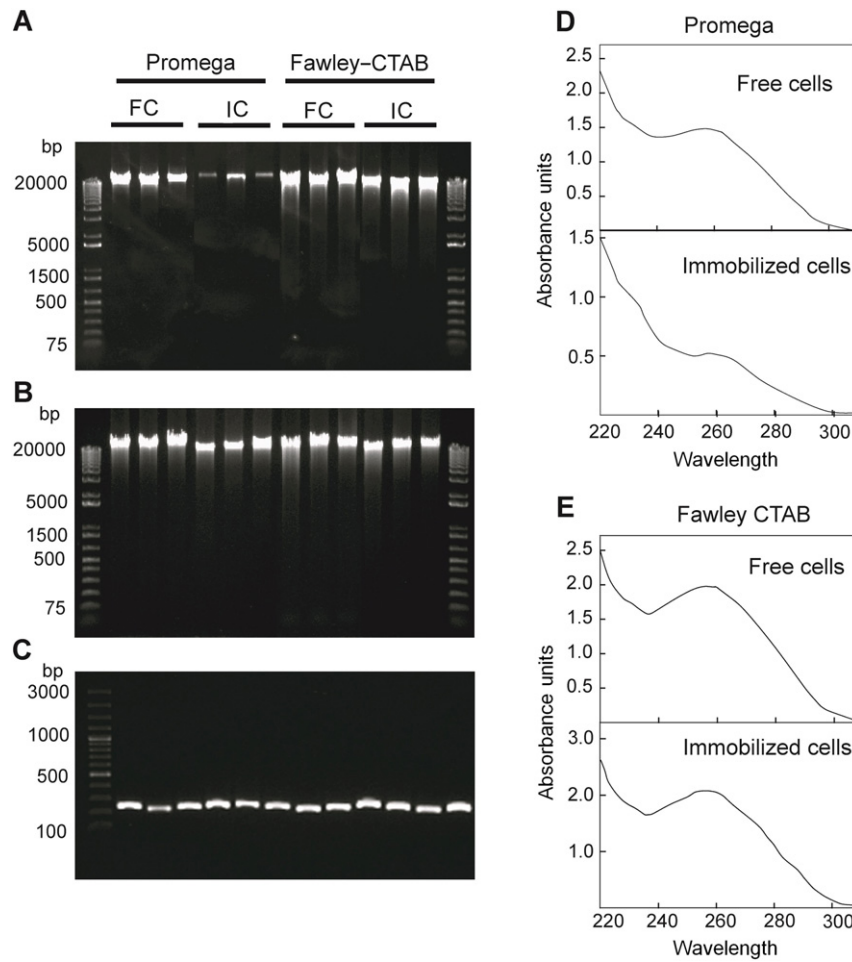 A
Promega Fawley–CTAB
FC IC FC IC
bp
20000
5000
1500
500
75
B
bp
20000
5000
1500
500
75
C
bp
3000
1000
500
100
D
Promega
Absorbance units
2.5
2.0
1.5
1.0
0.5
Free cells
1.5
1.0
0.5
Immobilized cells
220 240 260 280 300
Wavelength
E
Fawley CTAB
Absorbance units
2.5
2.0
1.5
1.0
0.5
Free cells
3.0
2.0
1.0
Immobilized cells
220 240 260 280 300
Wavelength